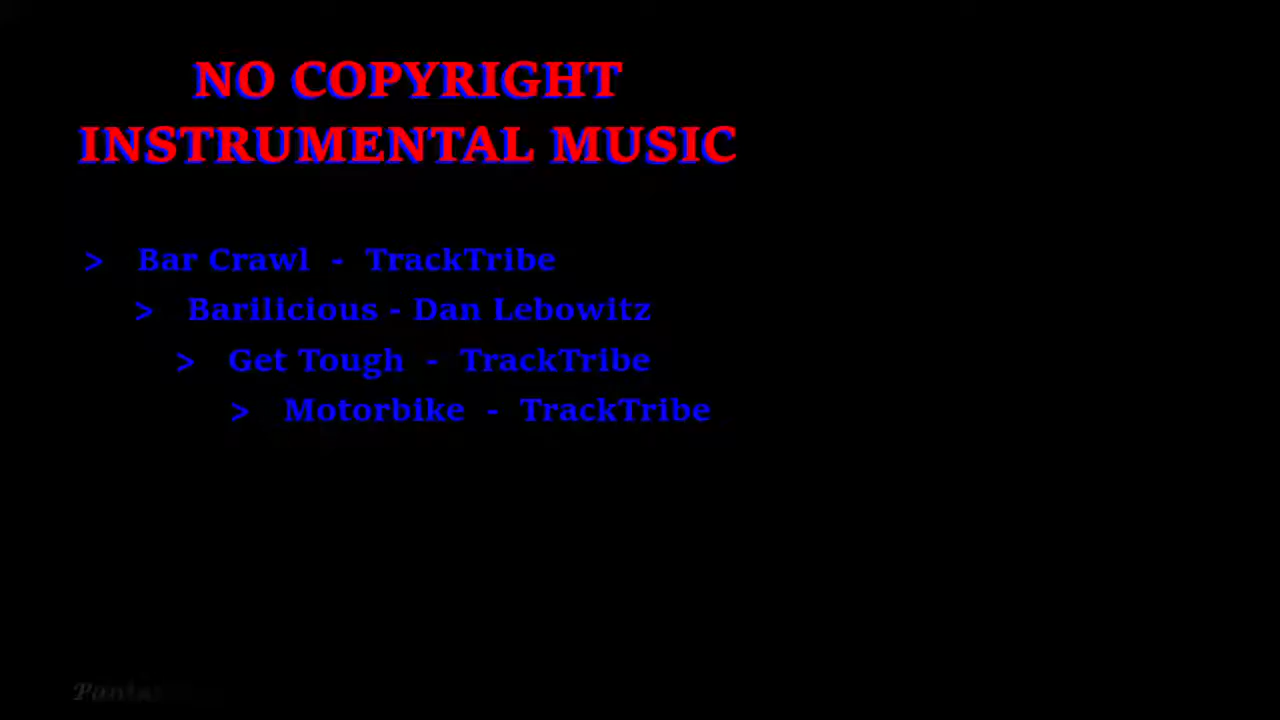 NO COPYRIGHT
INSTRUMENTAL MUSIC
> Bar Crawl - TrackTribe
> Barilicious - Dan Lebowitz
> Get Tough - TrackTribe
> Motorbike - TrackTribe